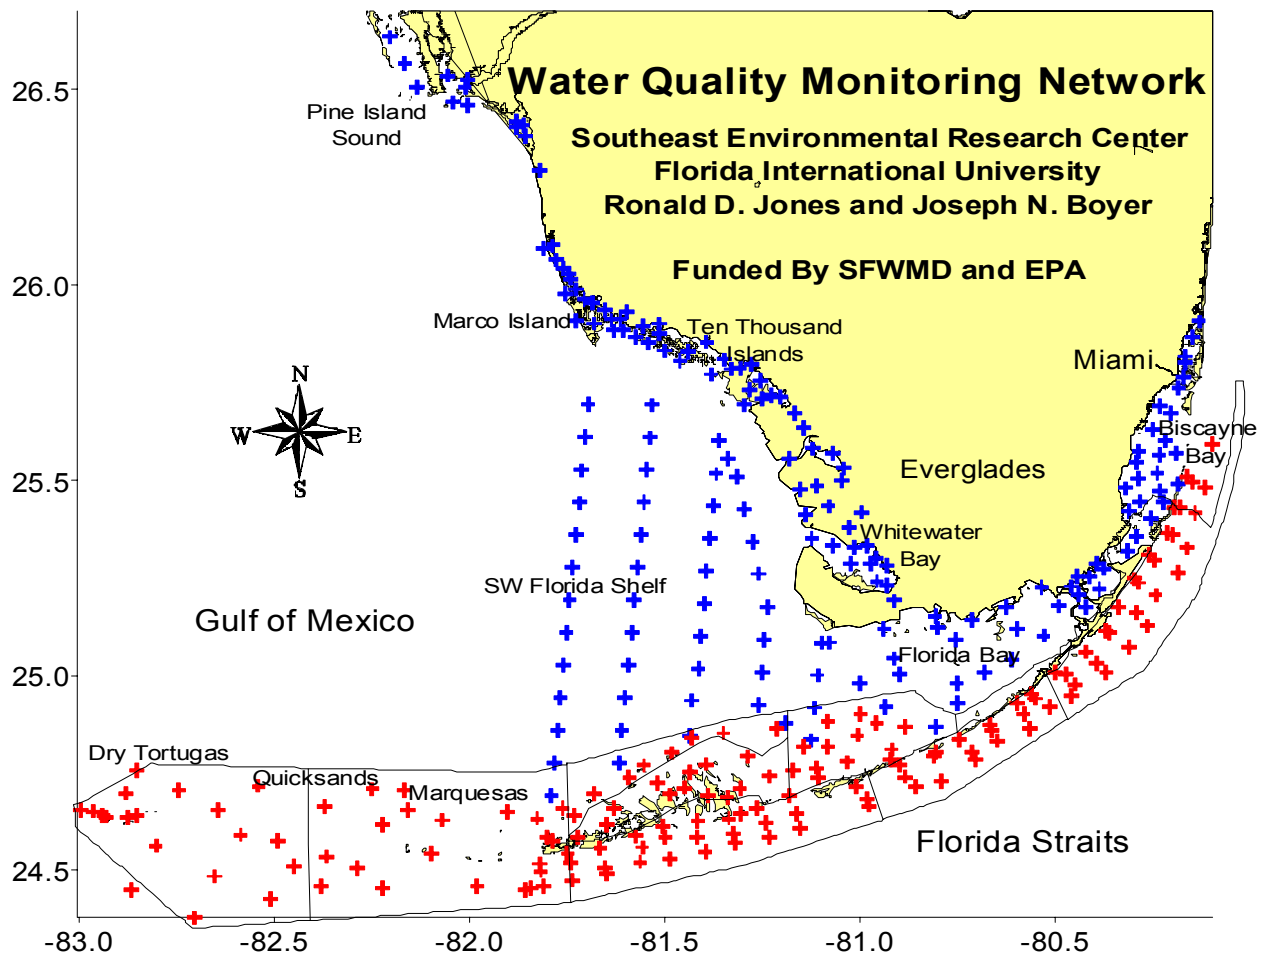 26.5
26.0
25.5
25.0
24.5
-83.0
-82.5
-82.0
-81.5
-81.0
-80.5
Water Quality Monitoring Network
Southeast Environmental Research Center
Florida International University
Ronald D. Jones and Joseph N. Boyer
Funded By SFWMD and EPA
Pine Island
Sound
Marco Island
Ten Thousand
Islands
Miami
N
W
E
S
Biscayne
Bay
Everglades
Whitewater
Bay
SW Florida Shelf
Gulf of Mexico
Florida Bay
Dry Tortugas
Quicksands
Marquesas
Florida Straits